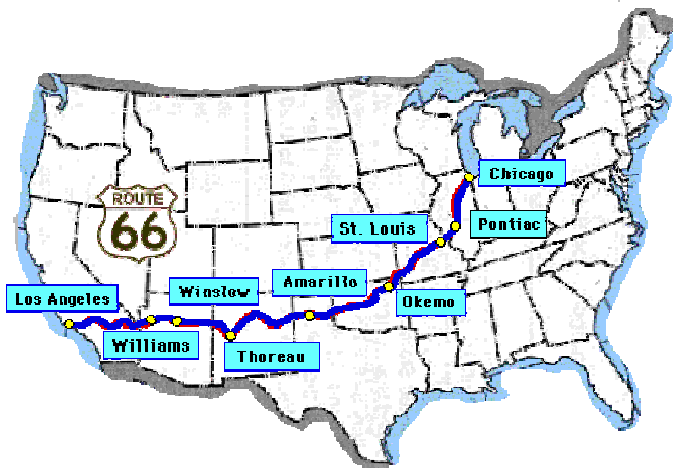 Chicago
ROUTE
66
St. Louis
Pontiac
Amarillo
Winslow
Los Angeles
Okemo
Williams
Thoreau